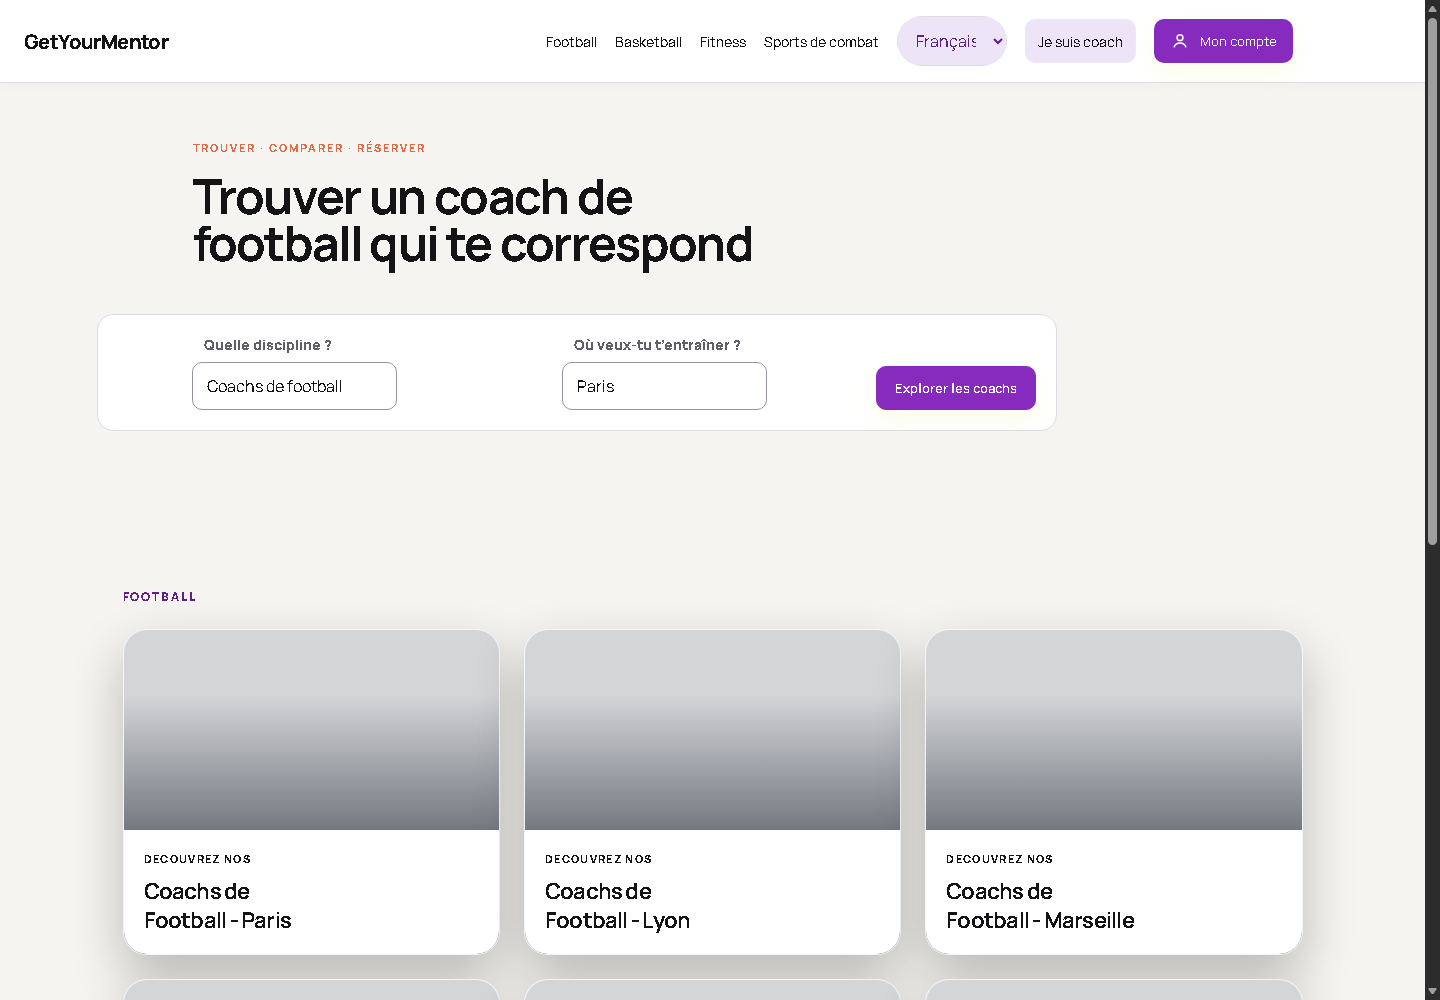 GetYourMentor
Football
Basketball
Fitness
Sports de combat
Français
Je suis coach
Mon compte
TROUVER · COMPARER · RÉSERVER
Trouver un coach de
football qui te correspond
Quelle discipline ?
Où veux-tu t'entraîner ?
Coachs de football
Paris
Explorer les coachs
FOOTBALL
DECOUVREZ NOS
Coachs de
Football - Paris
DECOUVREZ NOS
Coachs de
Football - Lyon
DECOUVREZ NOS
Coachs de
Football - Marseille